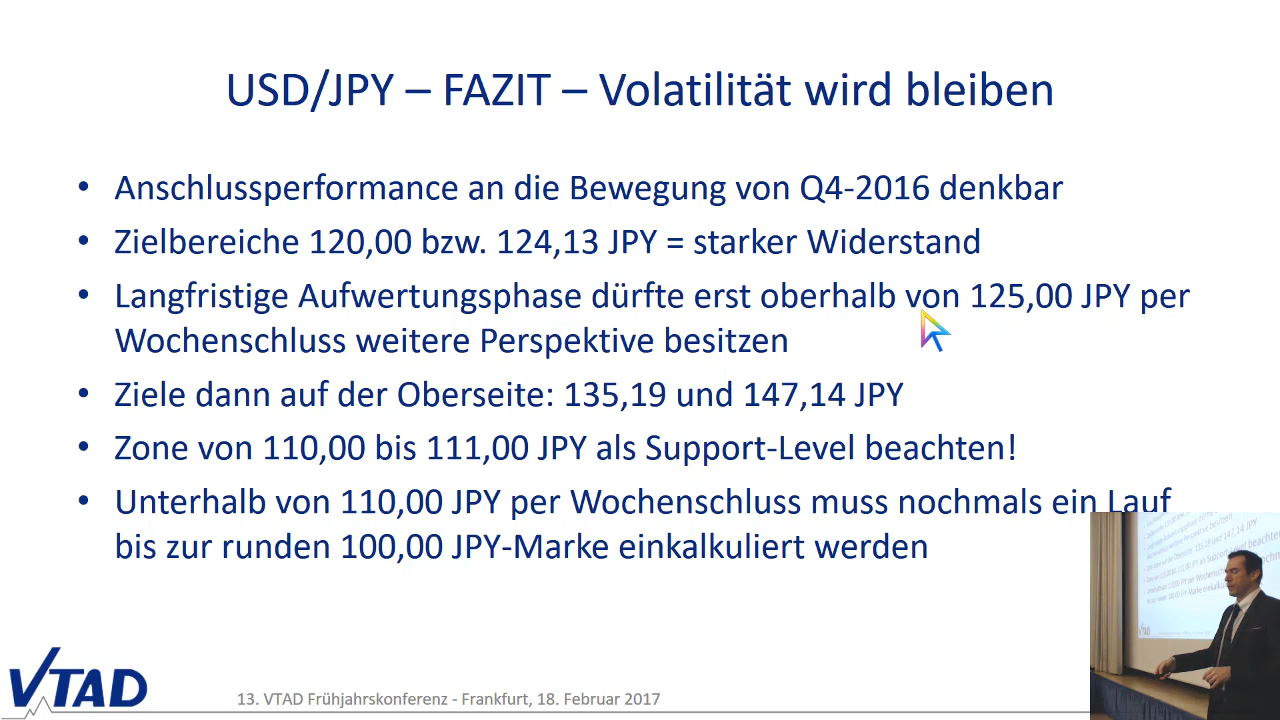 USD/JPY – FAZIT – Volatilität wird bleiben
• Anschlussperformance an die Bewegung von Q4-2016 denkbar
• Zielbereiche 120,00 bzw. 124,13 JPY = starker Widerstand
• Langfristige Aufwertungsphase dürfte erst oberhalb von 125,00 JPY per
Wochenschluss weitere Perspektive besitzen
• Ziele dann auf der Oberseite: 135,19 und 147,14 JPY
• Zone von 110,00 bis 111,00 JPY als Support-Level beachten!
• Unterhalb von 110,00 JPY per Wochenschluss muss nochmals ein Lauf
bis zur runden 100,00 JPY-Marke einkalkuliert werden
VTAD
13. VTAD Frühjahrskonferenz - Frankfurt, 18. Februar 2017